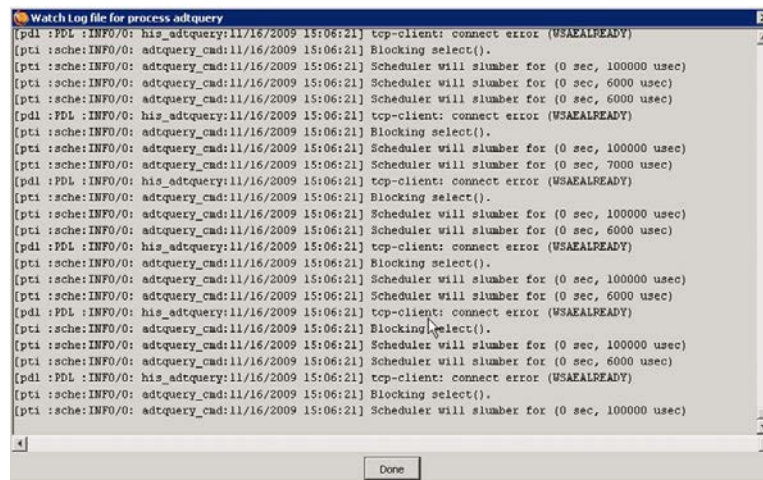 Watch Log file for process adtquery
[pdl :PDL :INFO/0: his_adtquery:11/16/2009 15:06:21] tcp-client: connect error (WSAEALREADY)
[pti :sche:INFO/0: adtquery_cmd:11/16/2009 15:06:21] Blocking select().
[pti :sche:INFO/0: adtquery_cmd:11/16/2009 15:06:21] Scheduler will slumber for (0 sec, 100000 usec)
[pti :sche:INFO/0: adtquery_cmd:11/16/2009 15:06:21] Scheduler will slumber for (0 sec, 6000 usec)
[pti :sche:INFO/0: adtquery_cmd:11/16/2009 15:06:21] Scheduler will slumber for (0 sec, 6000 usec)
[pdl :PDL :INFO/0: his_adtquery:11/16/2009 15:06:21] tcp-client: connect error (WSAEALREADY)
[pti :sche:INFO/0: adtquery_cmd:11/16/2009 15:06:21] Blocking select().
[pti :sche:INFO/0: adtquery_cmd:11/16/2009 15:06:21] Scheduler will slumber for (0 sec, 100000 usec)
[pti :sche:INFO/0: adtquery_cmd:11/16/2009 15:06:21] Scheduler will slumber for (0 sec, 7000 usec)
[pdl :PDL :INFO/0: his_adtquery:11/16/2009 15:06:21] tcp-client: connect error (WSAEALREADY)
[pti :sche:INFO/0: adtquery_cmd:11/16/2009 15:06:21] Blocking select().
[pti :sche:INFO/0: adtquery_cmd:11/16/2009 15:06:21] Scheduler will slumber for (0 sec, 100000 usec)
[pti :sche:INFO/0: adtquery_cmd:11/16/2009 15:06:21] Scheduler will slumber for (0 sec, 6000 usec)
[pdl :PDL :INFO/0: his_adtquery:11/16/2009 15:06:21] tcp-client: connect error (WSAEALREADY)
[pti :sche:INFO/0: adtquery_cmd:11/16/2009 15:06:21] Blocking select().
[pti :sche:INFO/0: adtquery_cmd:11/16/2009 15:06:21] Scheduler will slumber for (0 sec, 100000 usec)
[pti :sche:INFO/0: adtquery_cmd:11/16/2009 15:06:21] Scheduler will slumber for (0 sec, 6000 usec)
[pdl :PDL :INFO/0: his_adtquery:11/16/2009 15:06:21] tcp-client: connect error (WSAEALREADY)
[pti :sche:INFO/0: adtquery_cmd:11/16/2009 15:06:21] Blocking select().
[pti :sche:INFO/0: adtquery_cmd:11/16/2009 15:06:21] Scheduler will slumber for (0 sec, 100000 usec)
[pti :sche:INFO/0: adtquery_cmd:11/16/2009 15:06:21] Scheduler will slumber for (0 sec, 6000 usec)
[pdl :PDL :INFO/0: his_adtquery:11/16/2009 15:06:21] tcp-client: connect error (WSAEALREADY)
[pti :sche:INFO/0: adtquery_cmd:11/16/2009 15:06:21] Blocking select().
[pti :sche:INFO/0: adtquery_cmd:11/16/2009 15:06:21] Scheduler will slumber for (0 sec, 100000 usec)
Done